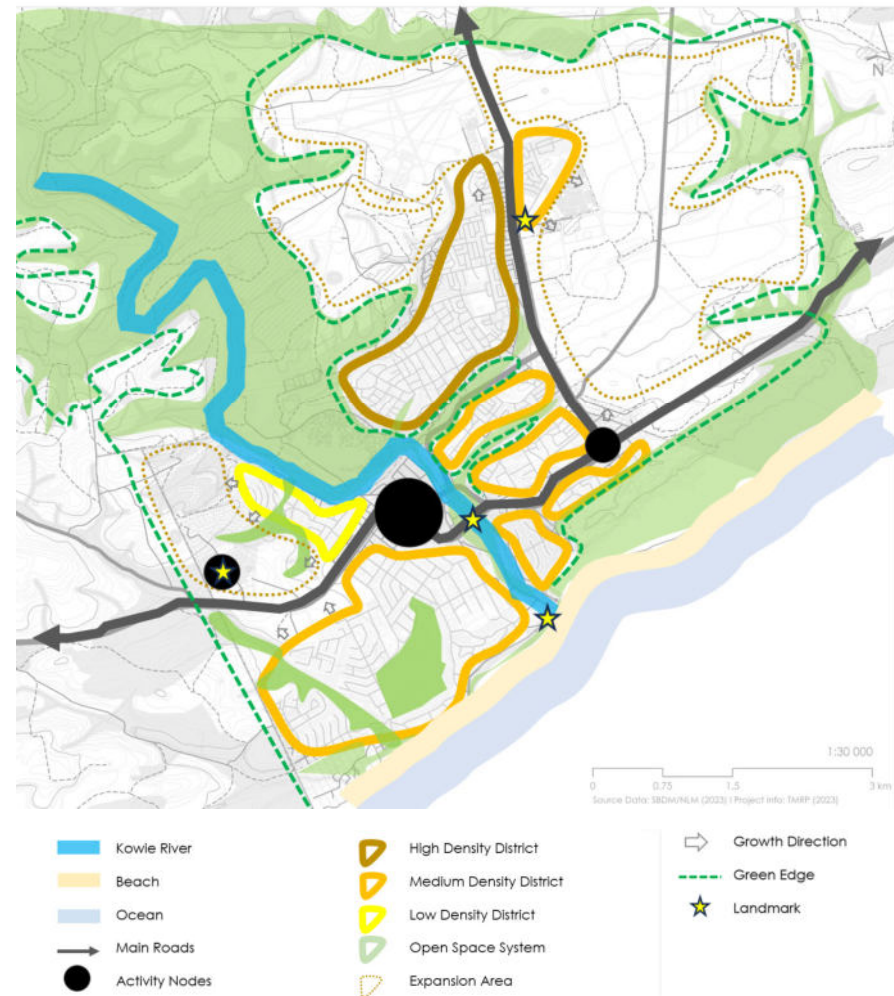 N
1:30 000
0 0.75 1.5 3 km
Source Data: SBDM/NLM (2023) I Project Info: TMRP (2023)
Kowie River
Beach
Ocean
Main Roads
Activity Nodes
High Density District
Medium Density District
Low Density District
Open Space System
Expansion Area
Growth Direction
Green Edge
Landmark